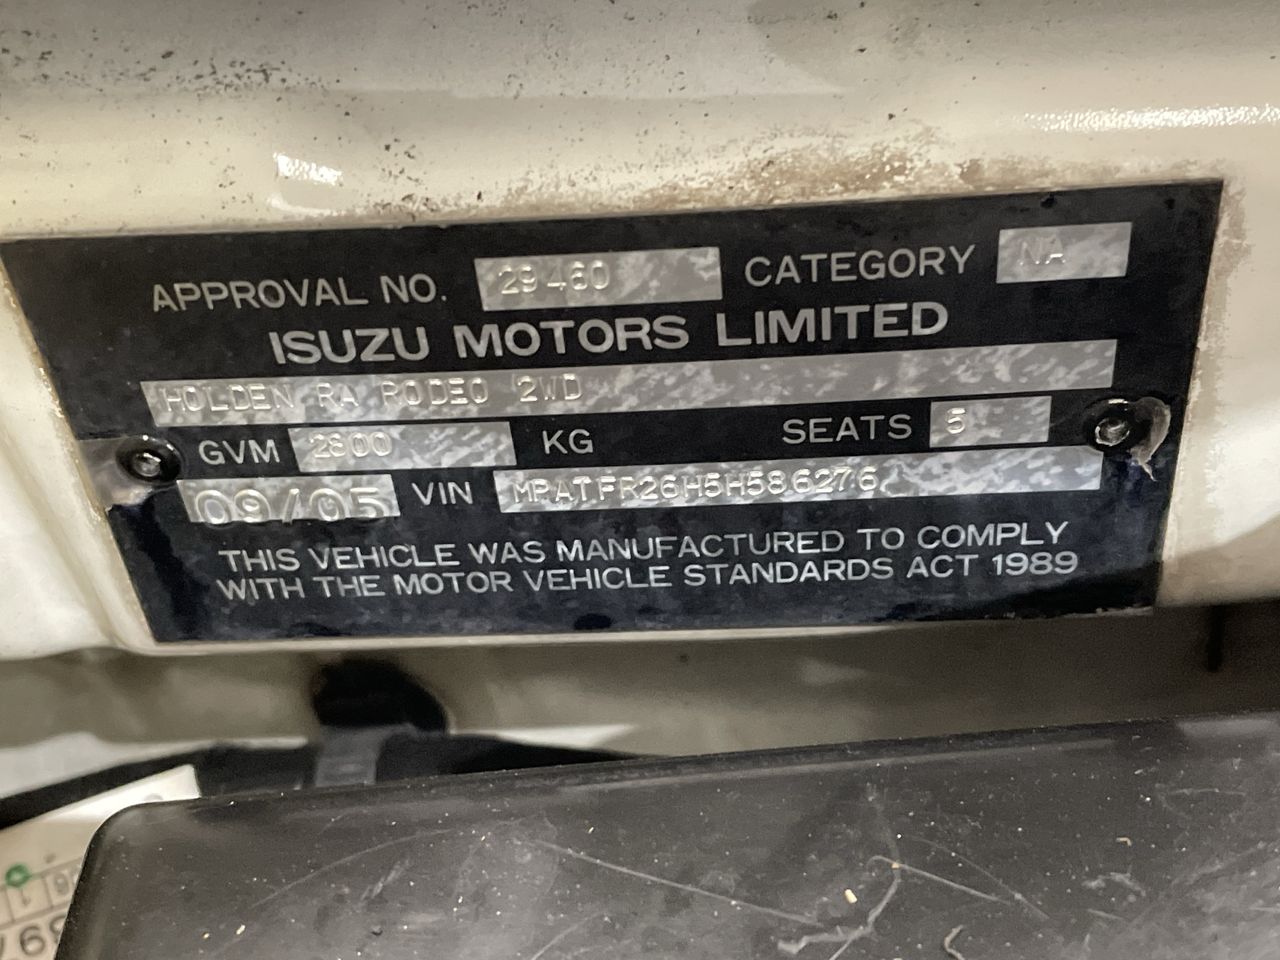 APPROVAL NO. 29460 CATEGORY NA
ISUZU MOTORS LIMITED
HOLDEN RA RODEO 2WD
GVM 2800 KG SEATS 5
09/05 VIN MPATFR26H5H586276
THIS VEHICLE WAS MANUFACTURED TO COMPLY
WITH THE MOTOR VEHICLE STANDARDS ACT 1989